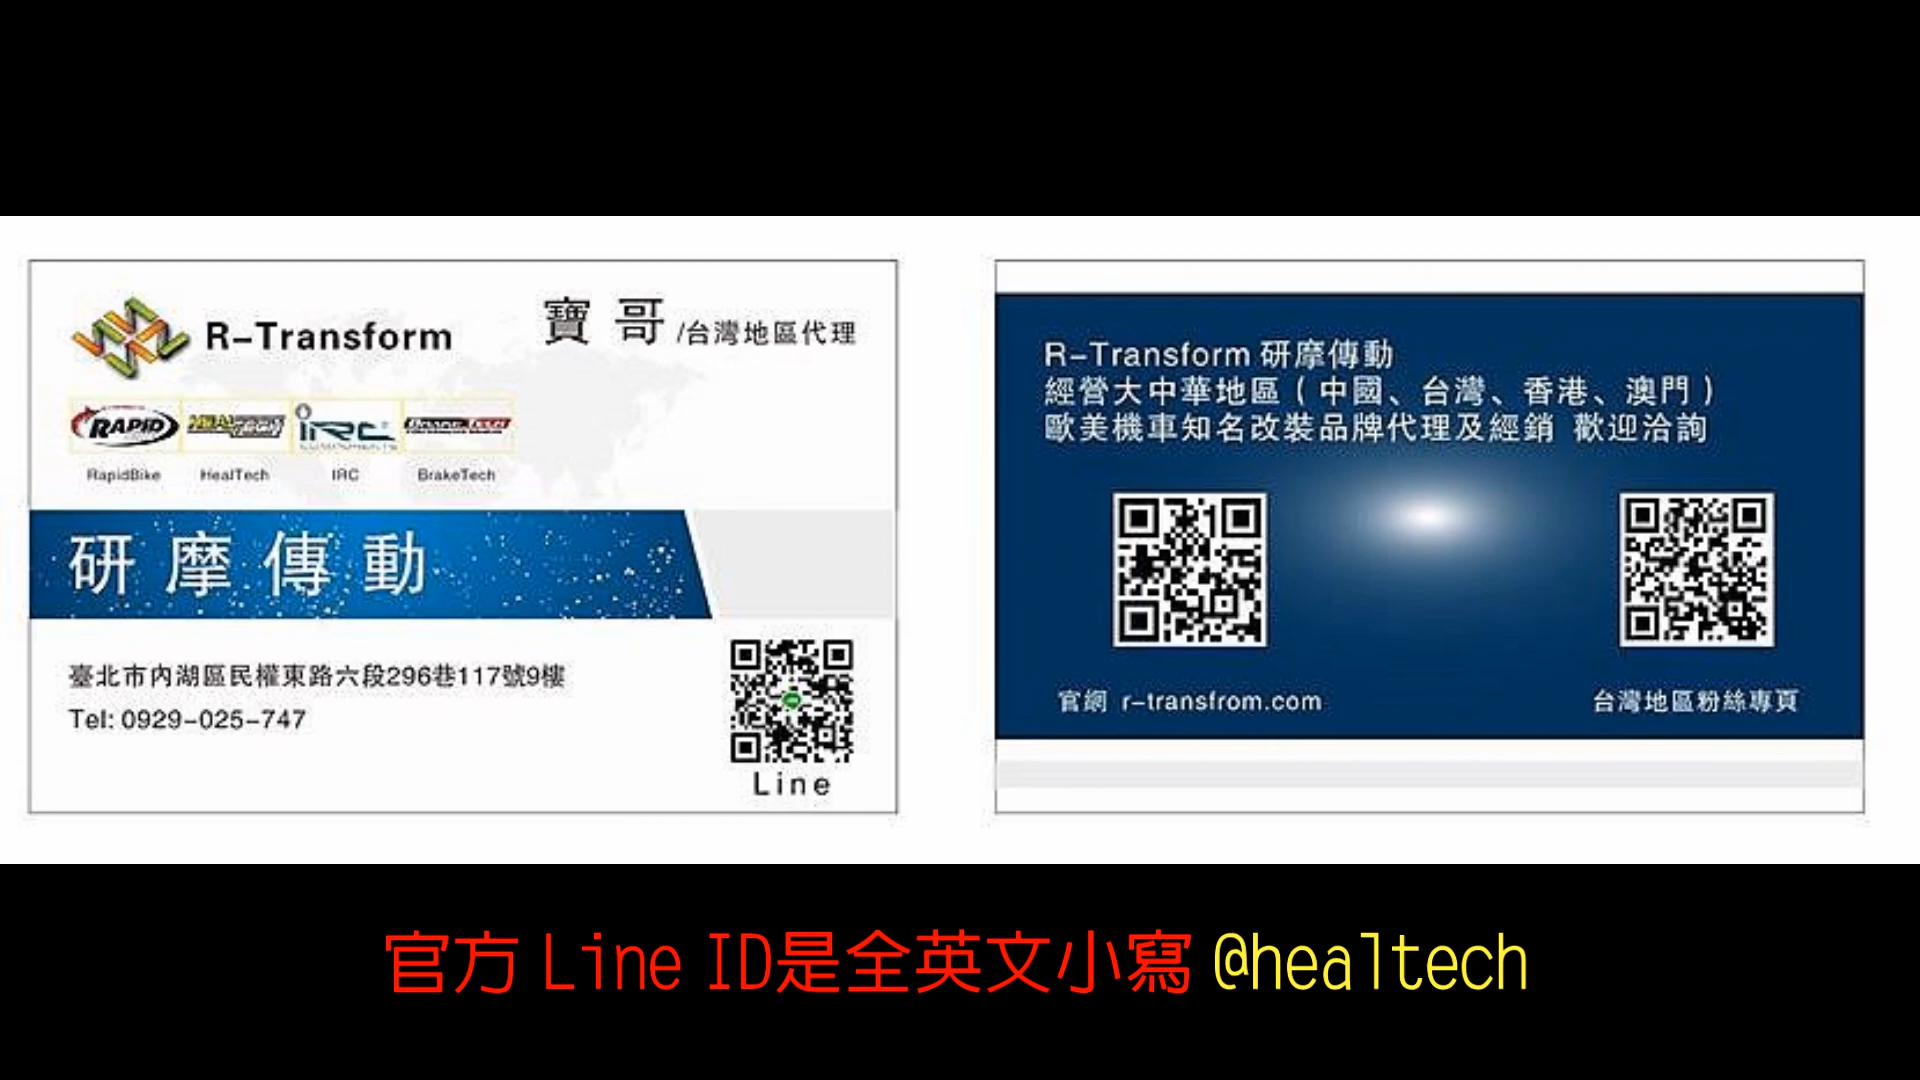 R-Transform
寶哥/台灣地區代理
RAPID
HEALTECH
iRC
COMPONENTS
RapidBike HealTech IRC BrakeTech
研摩傳動
臺北市內湖區民權東路六段296巷117號9樓
Tel: 0929-025-747
Line
R-Transform 研摩傳動
經營大中華地區（中國、台灣、香港、澳門）
歐美機車知名改裝品牌代理及經銷 歡迎洽詢
官網 r-transfrom.com
台灣地區粉絲專頁
官方 Line ID是全英文小寫 @healtech